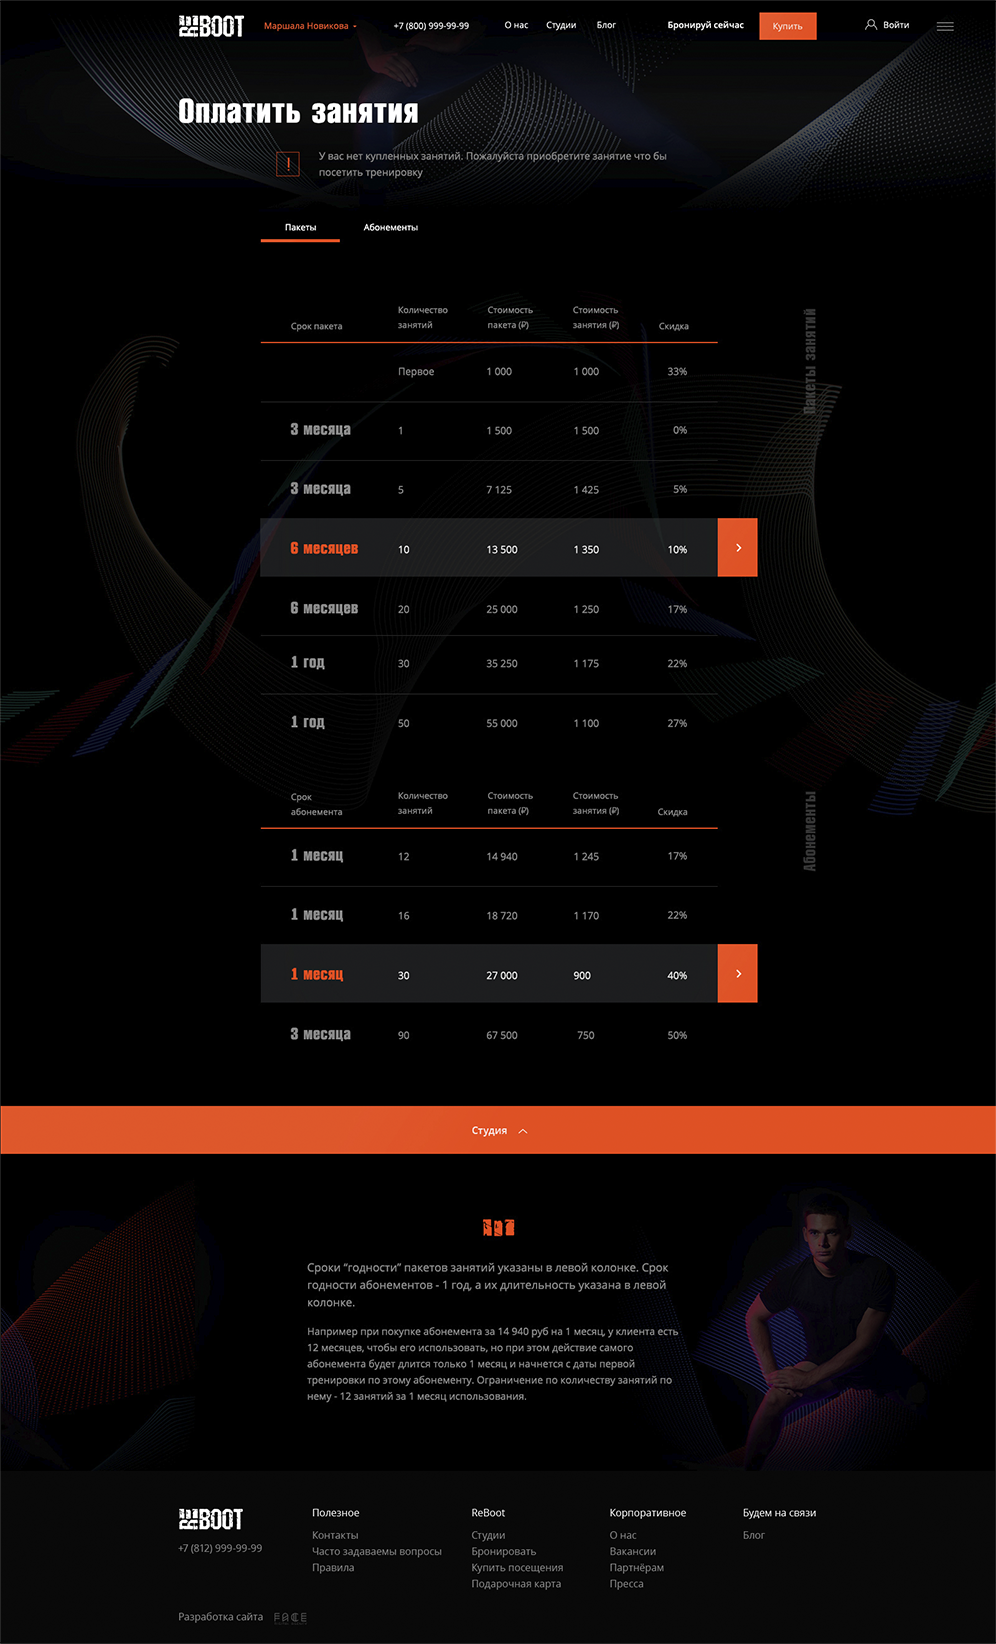 REBOOT Маршала Новикова +7 (800) 999-99-99 О нас Студии Блог Бронируй сейчас Купить Войти
Оплатить занятия
! У вас нет купленных занятий. Пожалуйста приобретите занятие что бы
посетить тренировку
Пакеты Абонементы
Срок пакета Количество занятий Стоимость пакета (₽) Стоимость занятия (₽) Скидка
Пакеты занятий
Первое 1 000 1 000 33%
3 месяца 1 1 500 1 500 0%
3 месяца 5 7 125 1 425 5%
6 месяцев 10 13 500 1 350 10%
6 месяцев 20 25 000 1 250 17%
1 год 30 35 250 1 175 22%
1 год 50 55 000 1 100 27%
Срок абонемента Количество занятий Стоимость пакета (₽) Стоимость занятия (₽) Скидка
Абонементы
1 месяц 12 14 940 1 245 17%
1 месяц 16 18 720 1 170 22%
1 месяц 30 27 000 900 40%
3 месяца 90 67 500 750 50%
Студия
Сроки “годности” пакетов занятий указаны в левой колонке. Срок
годности абонементов - 1 год, а их длительность указана в левой
колонке.
Например при покупке абонемента за 14 940 руб на 1 месяц, у клиента есть
12 месяцев, чтобы его использовать, но при этом действие самого
абонемента будет длится только 1 месяц и начнется с даты первой
тренировки по этому абонементу. Ограничение по количеству занятий по
нему - 12 занятий за 1 месяц использования.
REBOOT
+7 (812) 999-99-99
Полезное
Контакты
Часто задаваемы вопросы
Правила
ReBoot
Студии
Бронировать
Купить посещения
Подарочная карта
Корпоративное
О нас
Вакансии
Партнёрам
Пресса
Будем на связи
Блог
Разработка сайта FACE